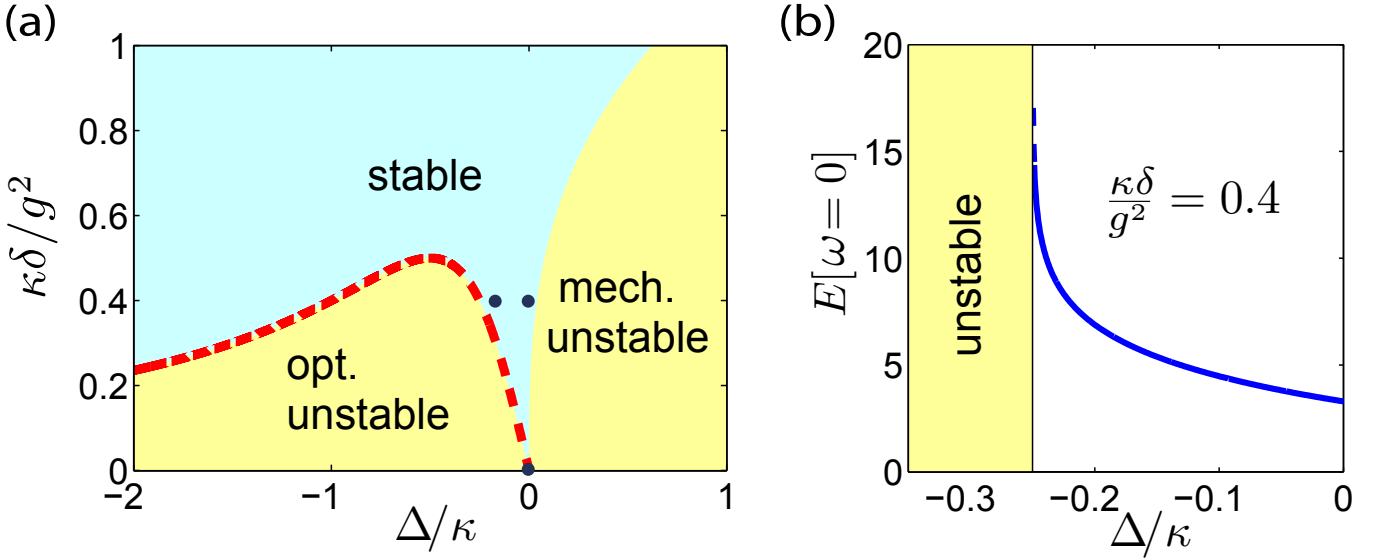 (a)
1
0.8
0.6
0.4
0.2
0
κδ/g²
stable
opt.
unstable
mech.
unstable
−2
−1
0
1
Δ/κ
(b)
20
15
10
5
0
E[ω=0]
unstable
κδ/g² = 0.4
−0.3
−0.2
−0.1
0
Δ/κ